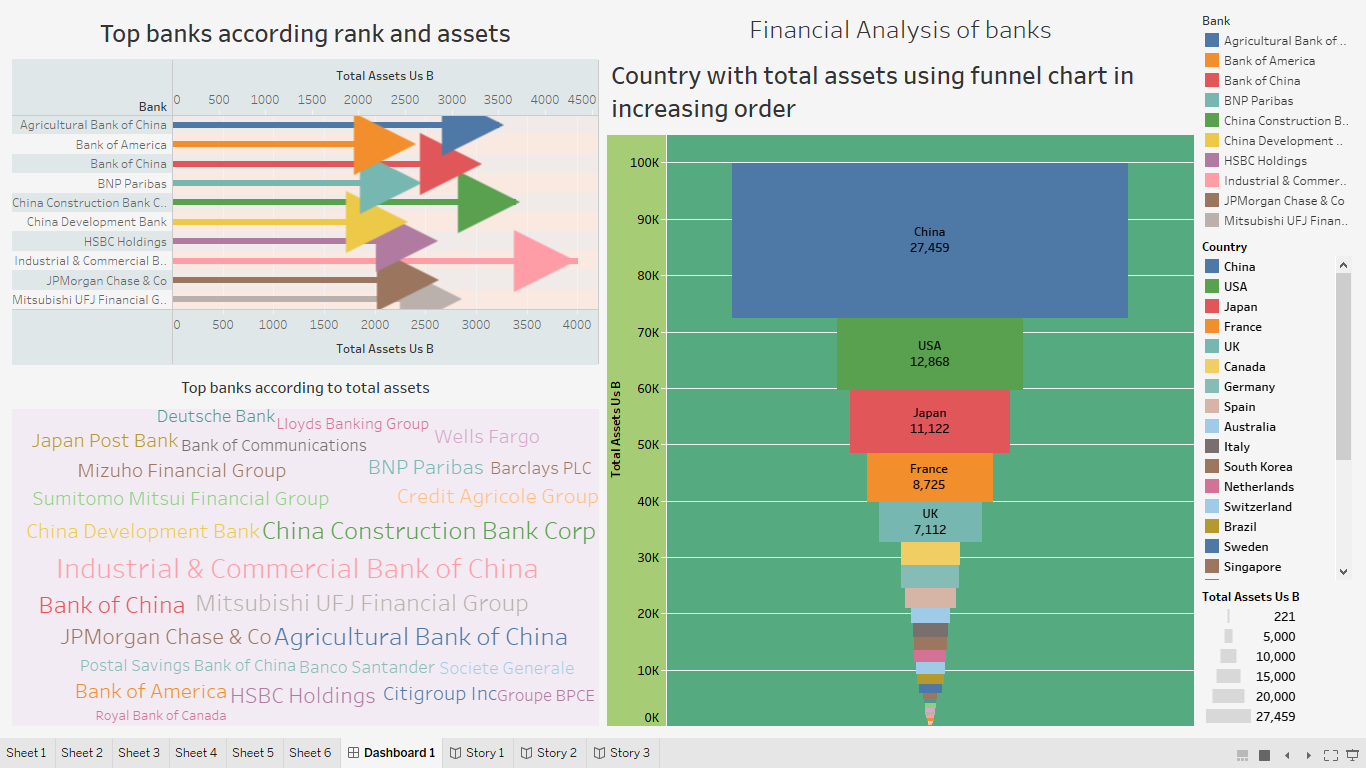 Top banks according rank and assets
Total Assets Us B
Bank
0 500 1000 1500 2000 2500 3000 3500 4000 4500
Agricultural Bank of China
Bank of America
Bank of China
BNP Paribas
China Construction Bank C..
China Development Bank
HSBC Holdings
Industrial & Commercial B..
JPMorgan Chase & Co
Mitsubishi UFJ Financial G..
0 500 1000 1500 2000 2500 3000 3500 4000
Total Assets Us B
Top banks according to total assets
Deutsche Bank
Lloyds Banking Group
Japan Post Bank
Bank of Communications
Wells Fargo
Mizuho Financial Group
BNP Paribas
Barclays PLC
Sumitomo Mitsui Financial Group
Credit Agricole Group
China Development Bank
China Construction Bank Corp
Industrial & Commercial Bank of China
Bank of China
Mitsubishi UFJ Financial Group
JPMorgan Chase & Co
Agricultural Bank of China
Postal Savings Bank of China
Banco Santander
Societe Generale
Bank of America
HSBC Holdings
Citigroup Inc
Groupe BPCE
Royal Bank of Canada
Financial Analysis of banks
Country with total assets using funnel chart in
increasing order
Total Assets Us B
100K
90K
80K
70K
60K
50K
40K
30K
20K
10K
0K
China
27,459
USA
12,868
Japan
11,122
France
8,725
UK
7,112
Bank
Agricultural Bank of ..
Bank of America
Bank of China
BNP Paribas
China Construction B..
China Development ..
HSBC Holdings
Industrial & Commer..
JPMorgan Chase & Co
Mitsubishi UFJ Finan..
Country
China
USA
Japan
France
UK
Canada
Germany
Spain
Australia
Italy
South Korea
Netherlands
Switzerland
Brazil
Sweden
Singapore
Total Assets Us B
221
5,000
10,000
15,000
20,000
27,459
Sheet 1 Sheet 2 Sheet 3 Sheet 4 Sheet 5 Sheet 6 Dashboard 1 Story 1 Story 2 Story 3